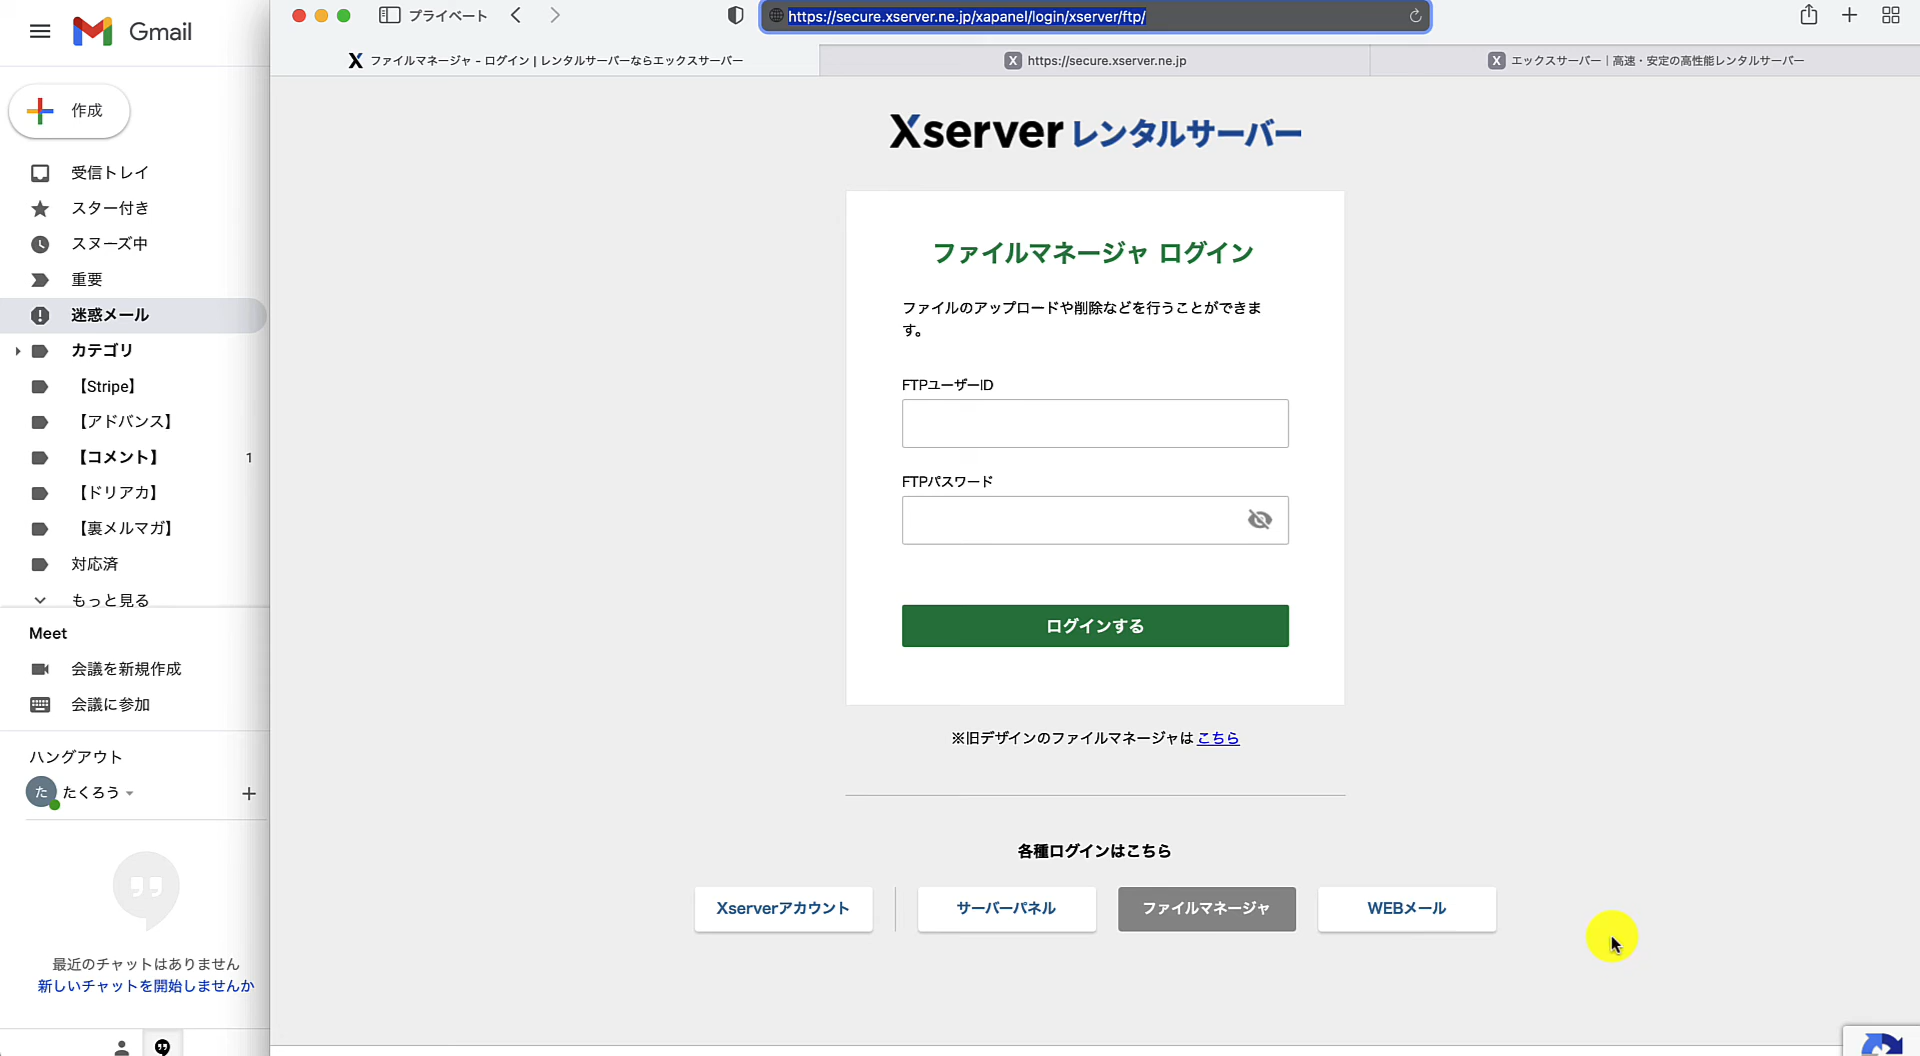 Gmail
作成
受信トレイ
スター付き
スヌーズ中
重要
迷惑メール
カテゴリ
【Stripe】
【アドバンス】
【コメント】 1
【ドリアカ】
【裏メルマガ】
対応済
もっと見る
Meet
会議を新規作成
会議に参加
ハングアウト
た たくろう
最近のチャットはありません
新しいチャットを開始しませんか
プライベート
https://secure.xserver.ne.jp/xapanel/login/xserver/ftp/
X ファイルマネージャ - ログイン | レンタルサーバーならエックスサーバー
X https://secure.xserver.ne.jp
X エックスサーバー｜高速・安定の高性能レンタルサーバー
Xserver レンタルサーバー
ファイルマネージャ ログイン
ファイルのアップロードや削除などを行うことができま
す。
FTPユーザーID
FTPパスワード
ログインする
※旧デザインのファイルマネージャは こちら
各種ログインはこちら
Xserverアカウント
サーバーパネル
ファイルマネージャ
WEBメール